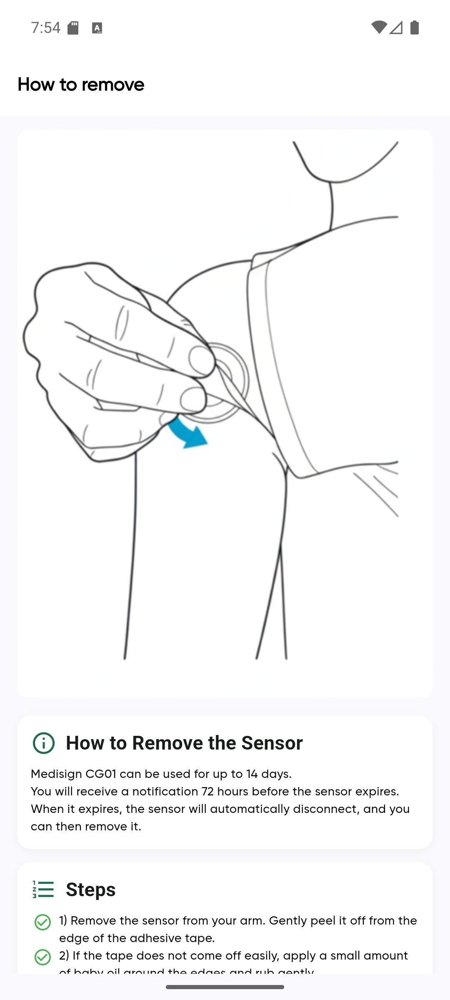 7:54
How to remove
How to Remove the Sensor
Medisign CG01 can be used for up to 14 days.
You will receive a notification 72 hours before the sensor expires.
When it expires, the sensor will automatically disconnect, and you
can then remove it.
Steps
1) Remove the sensor from your arm. Gently peel it off from the
edge of the adhesive tape.
2) If the tape does not come off easily, apply a small amount
of baby oil around the edges and rub gently.